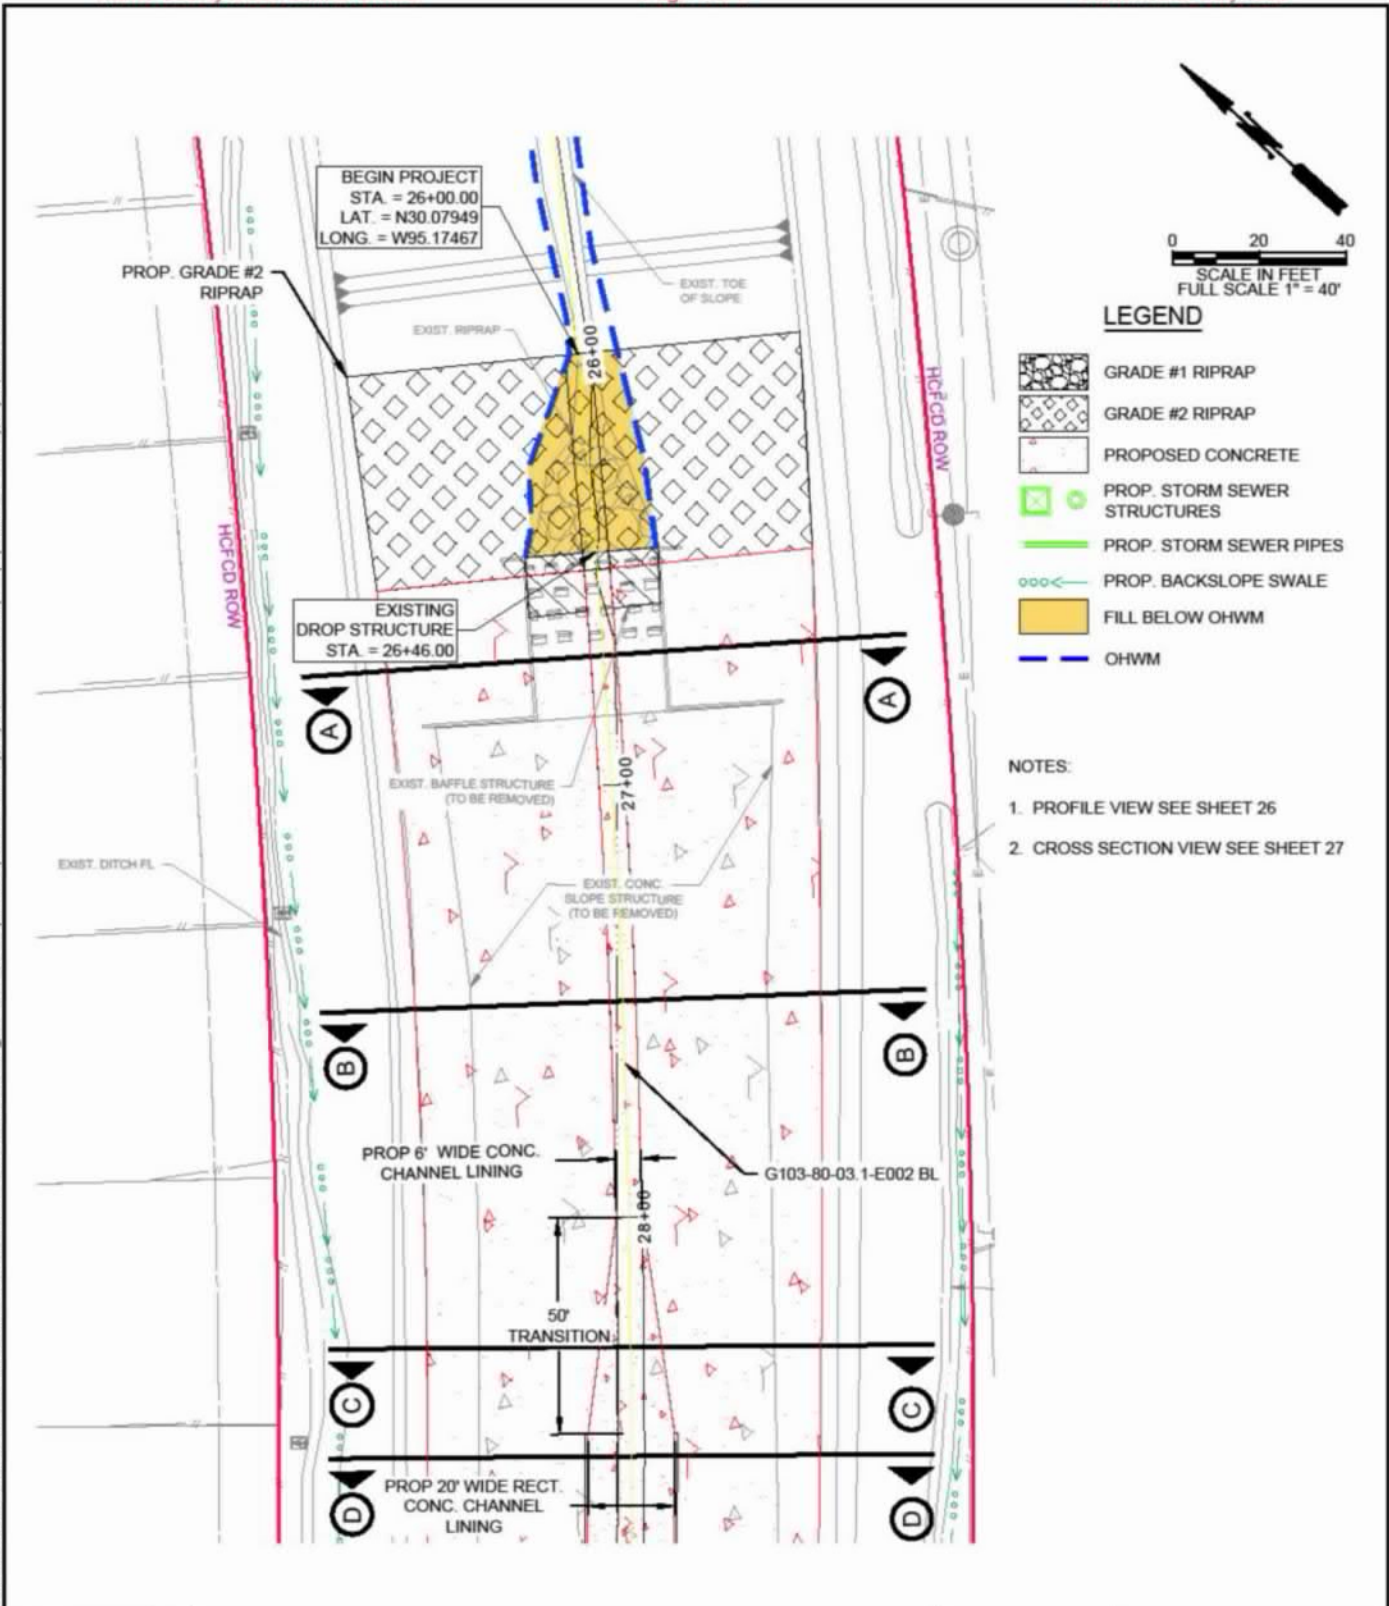 BEGIN PROJECT
STA. = 26+00.00
LAT. = N30.07949
LONG. = W95.17467
PROP. GRADE #2
RIPRAP
EXIST. TOE
OF SLOPE
EXIST. RIPRAP
26+00
0 20 40
SCALE IN FEET
FULL SCALE 1" = 40'
LEGEND
GRADE #1 RIPRAP
GRADE #2 RIPRAP
PROPOSED CONCRETE
PROP. STORM SEWER
STRUCTURES
PROP. STORM SEWER PIPES
PROP. BACKSLOPE SWALE
FILL BELOW OHWM
OHWM
HCFCD ROW
HCFCD ROW
EXISTING
DROP STRUCTURE
STA. = 26+46.00
A
A
EXIST. BAFFLE STRUCTURE
(TO BE REMOVED)
27+00
NOTES:
1. PROFILE VIEW SEE SHEET 26
2. CROSS SECTION VIEW SEE SHEET 27
EXIST. DITCH FL
EXIST. CONC.
SLOPE STRUCTURE
(TO BE REMOVED)
B
B
PROP 6' WIDE CONC.
CHANNEL LINING
G103-80-03.1-E002 BL
28+00
50'
TRANSITION
C
C
PROP 20' WIDE RECT.
CONC. CHANNEL
LINING
D
D